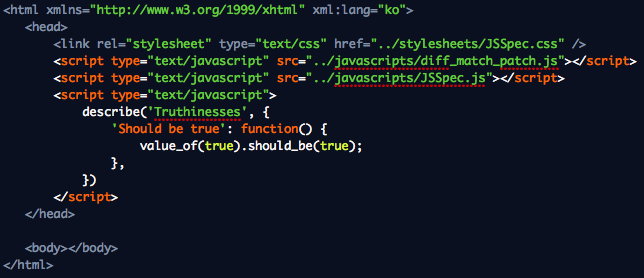 <html xmlns="http://www.w3.org/1999/xhtml" xml:lang="ko">
<head>
<link rel="stylesheet" type="text/css" href="../stylesheets/JSSpec.css" />
<script type="text/javascript" src="../javascripts/diff_match_patch.js"></script>
<script type="text/javascript" src="../javascripts/JSSpec.js"></script>
<script type="text/javascript">
describe('Truthinesses', {
'Should be true': function() {
value_of(true).should_be(true);
},
})
</script>
</head>
<body></body>
</html>